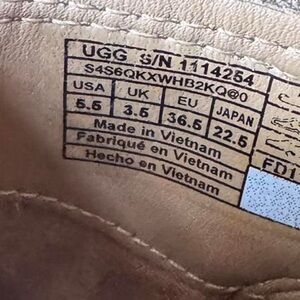 UGG S/N 1114254
S4S6QKXWHB2KQ@0
USA UK EU JAPAN
5.5 3.5 36.5 22.5
Made in Vietnam
Fabriqué en Vietnam
Hecho en Vietnam